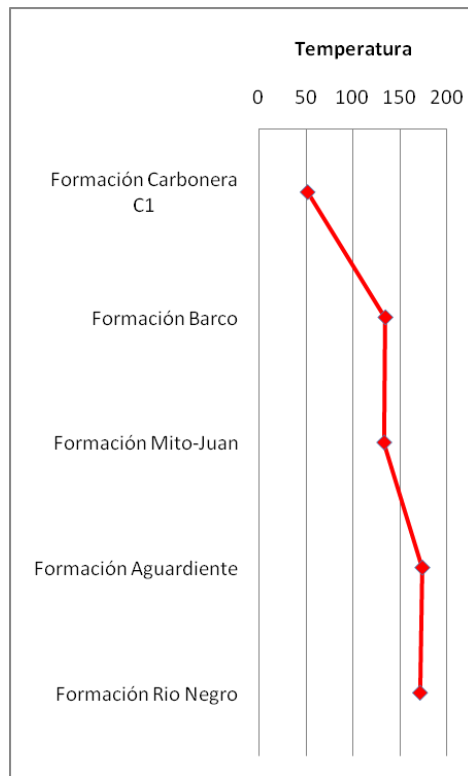 Temperatura
0 50 100 150 200
Formación Carbonera
C1
Formación Barco
Formación Mito-Juan
Formación Aguardiente
Formación Rio Negro